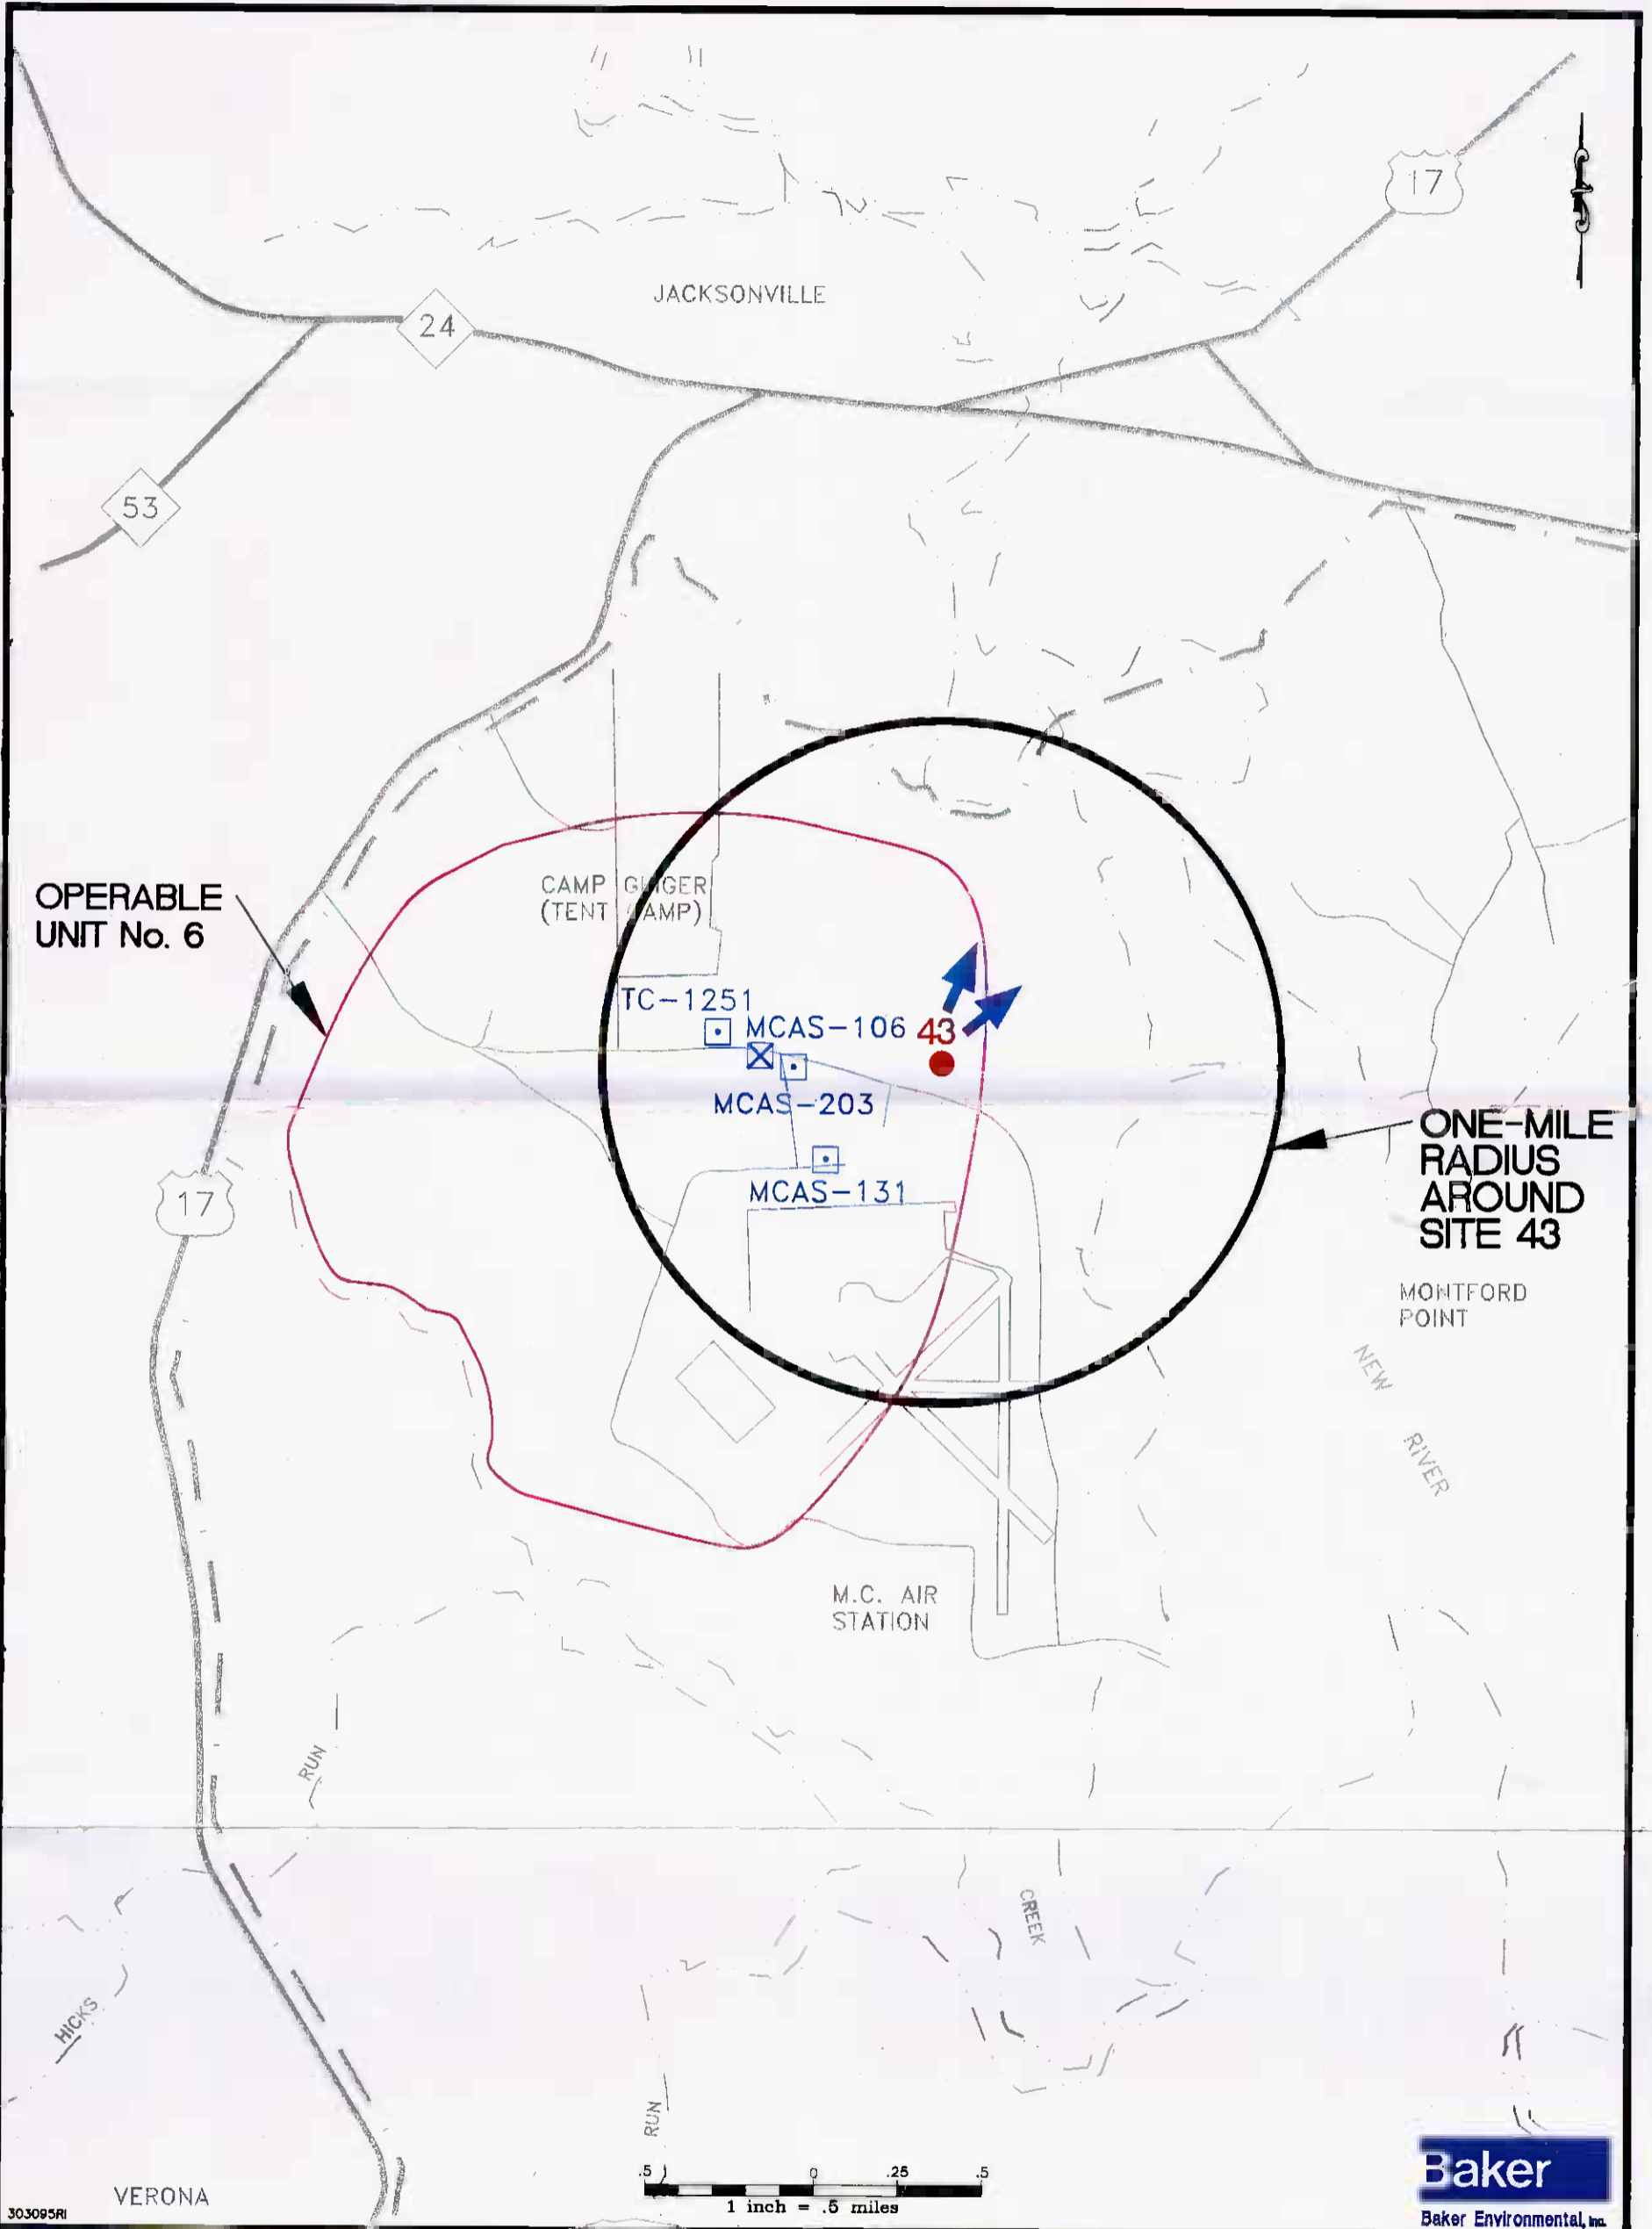 17
JACKSONVILLE
24
53
CAMP GEIGER
(TENT CAMP)
OPERABLE
UNIT No. 6
TC-1251
MCAS-106
43
MCAS-203
MCAS-131
ONE-MILE
RADIUS
AROUND
SITE 43
17
MONTFORD
POINT
NEW
RIVER
M.C. AIR
STATION
RUN
CREEK
HICKS
RUN
VERONA
.5
0
.25
.5
1 inch = .5 miles
303095RI
Baker
Baker Environmental, Inc.